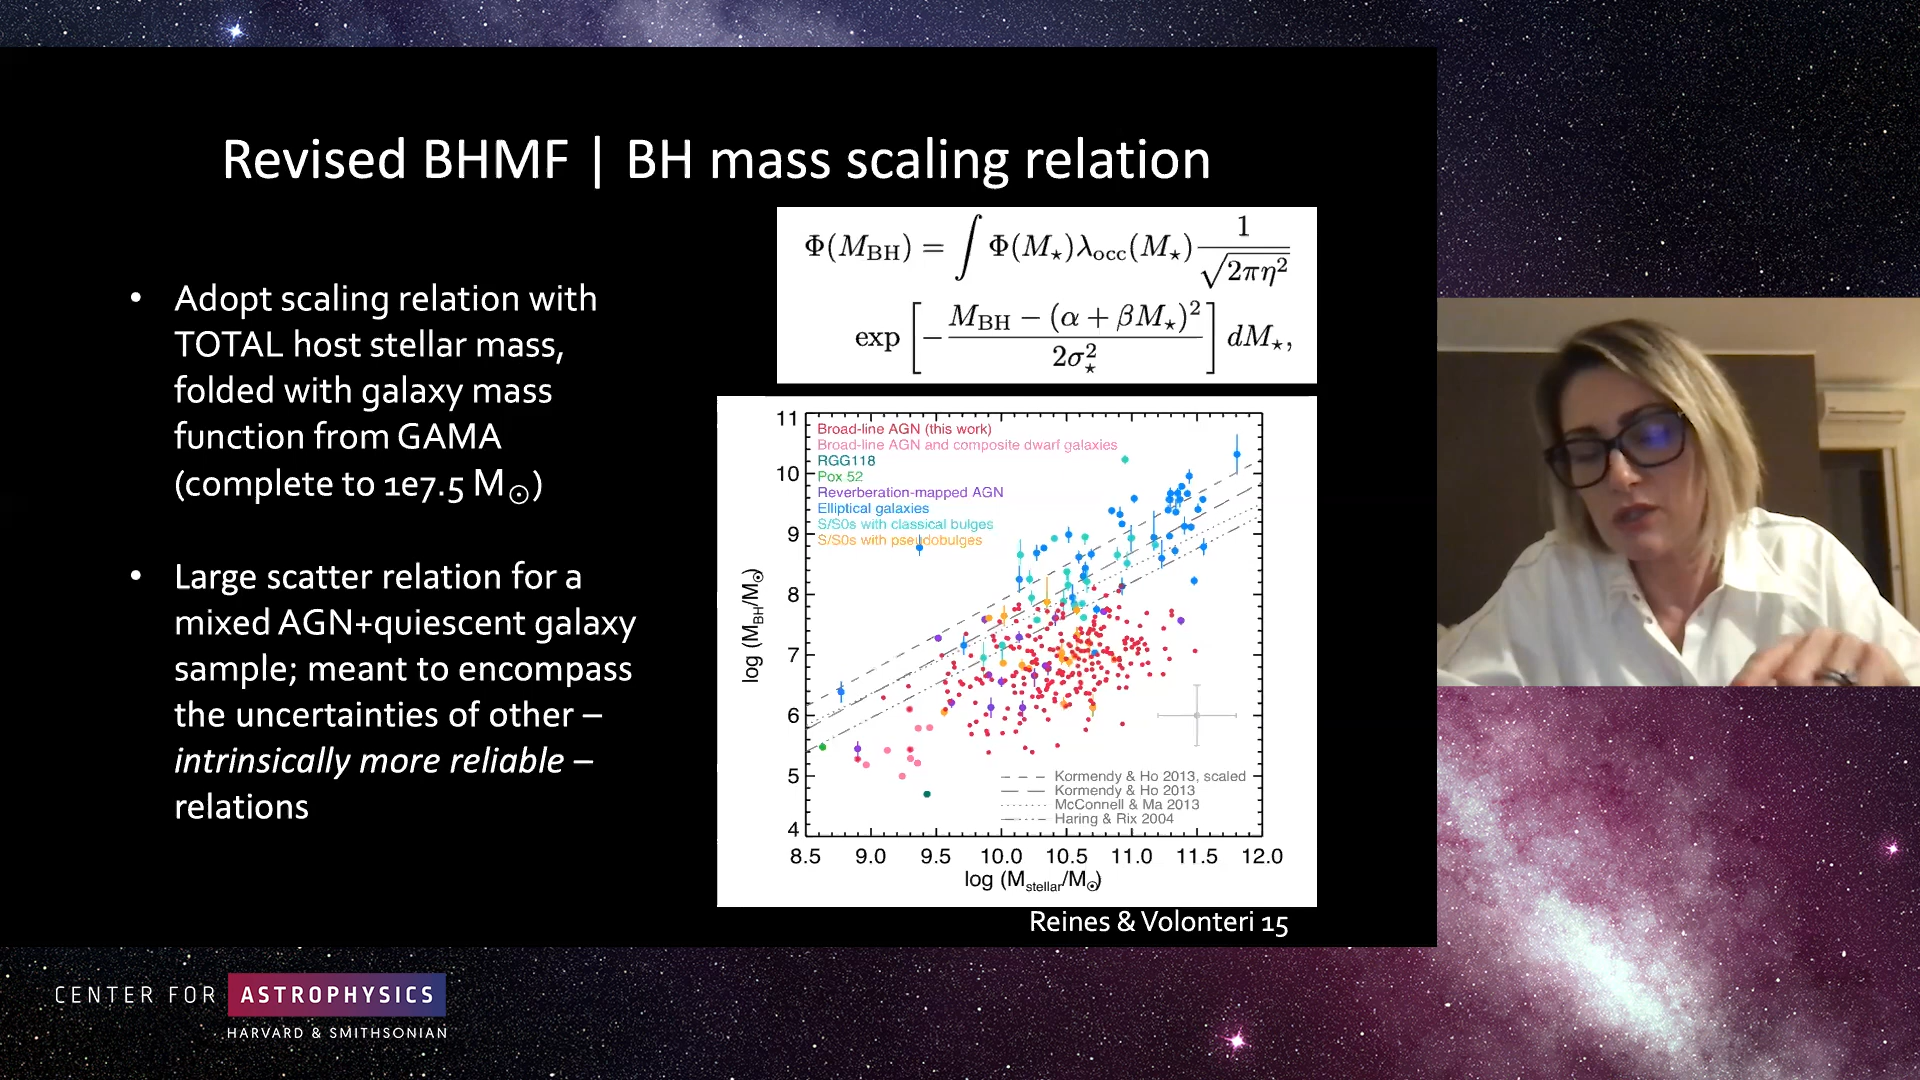 Revised BHMF | BH mass scaling relation
• Adopt scaling relation with
TOTAL host stellar mass,
folded with galaxy mass
function from GAMA
(complete to 1e7.5 M☉)
• Large scatter relation for a
mixed AGN+quiescent galaxy
sample; meant to encompass
the uncertainties of other –
intrinsically more reliable –
relations
Φ(M_BH) = ∫ Φ(M⋆)λ_occ(M⋆) 1/√(2πη²)
exp [ − (M_BH − (α + βM⋆)²)/(2σ⋆²) ] dM⋆,
Broad-line AGN (this work)
Broad-line AGN and composite dwarf galaxies
RGG118
Pox 52
Reverberation-mapped AGN
Elliptical galaxies
S/S0s with classical bulges
S/S0s with pseudobulges
11
10
9
8
7
6
5
4
log (M_BH/M☉)
Kormendy & Ho 2013, scaled
Kormendy & Ho 2013
McConnell & Ma 2013
Haring & Rix 2004
8.5 9.0 9.5 10.0 10.5 11.0 11.5 12.0
log (M_stellar/M☉)
Reines & Volonteri 15
CENTER FOR ASTROPHYSICS
HARVARD & SMITHSONIAN